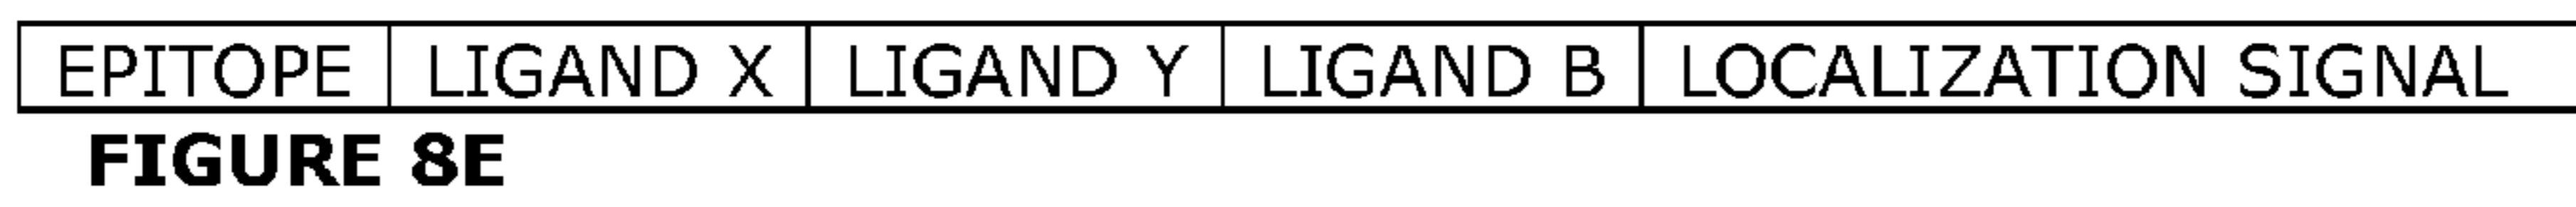 EPITOPE LIGAND X LIGAND Y LIGAND B LOCALIZATION SIGNAL
FIGURE 8E